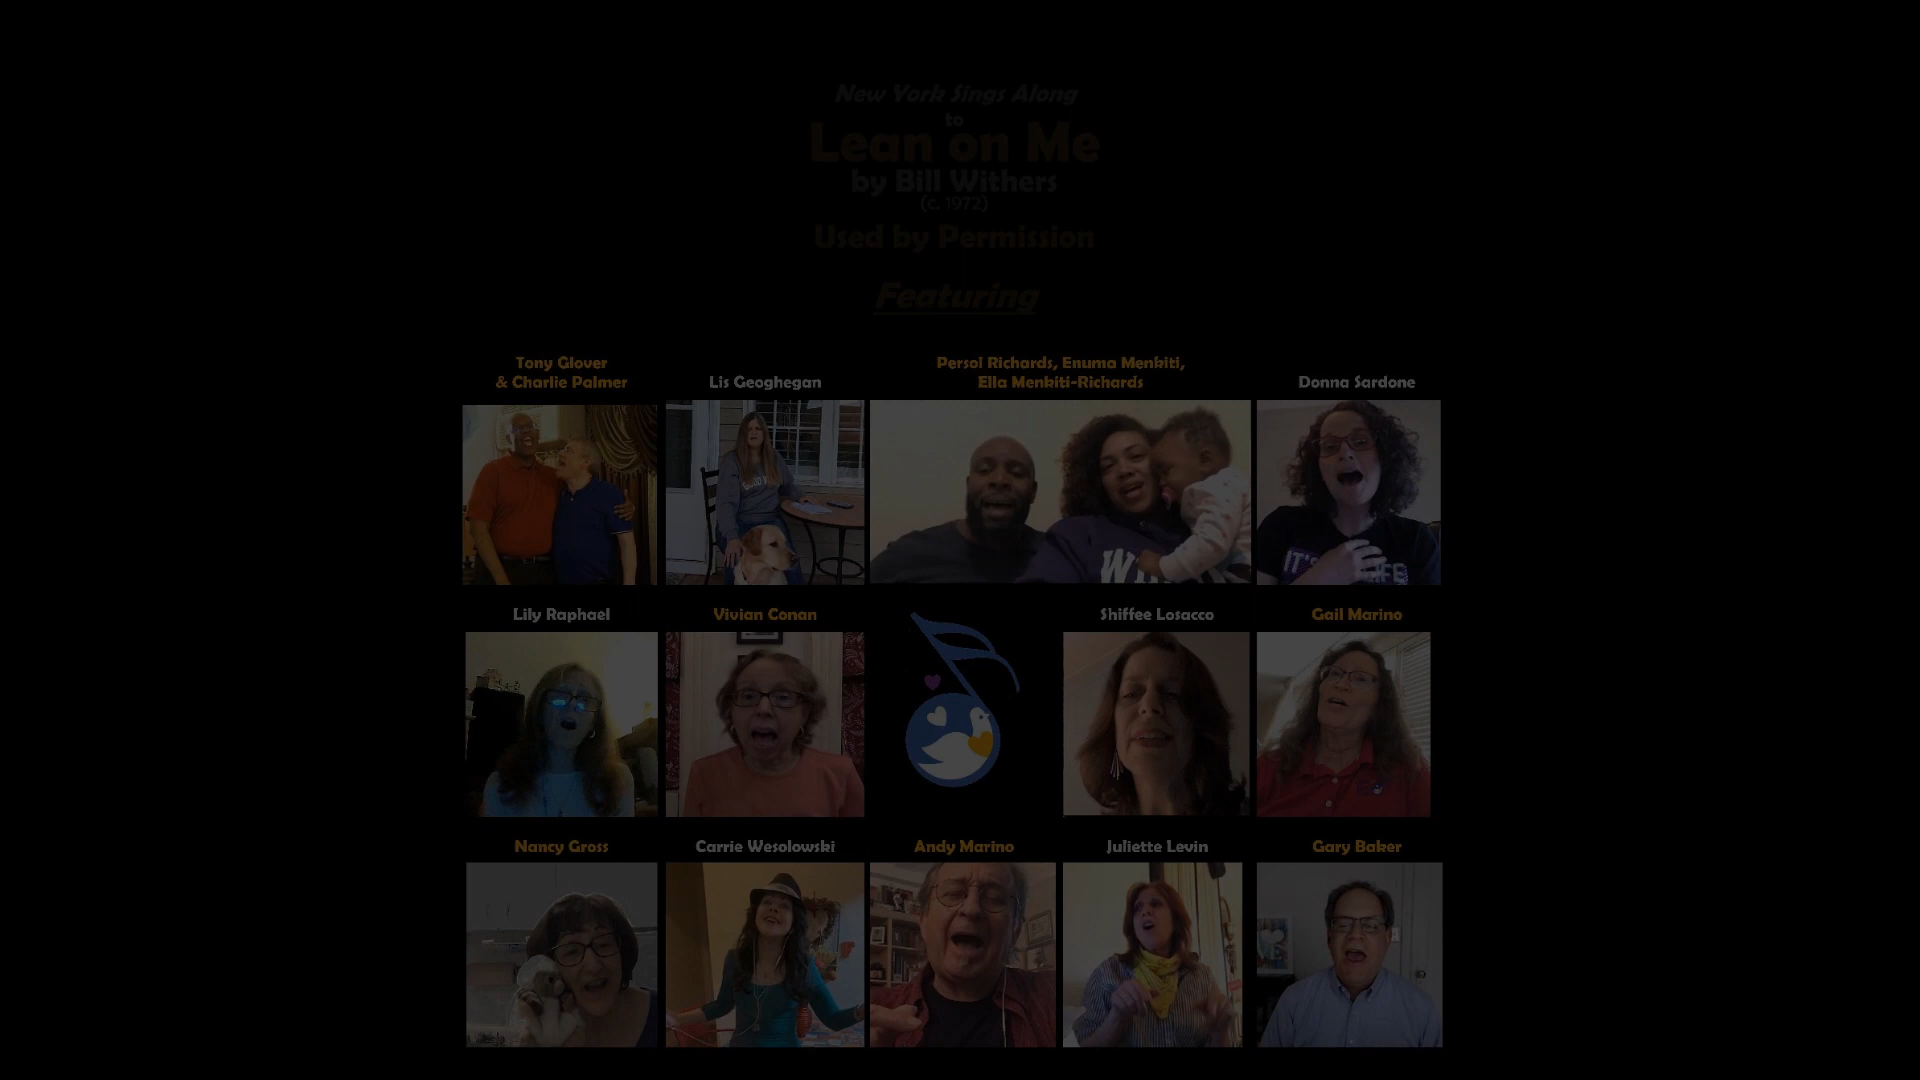 New York Sings Along
to
Lean on Me
by Bill Withers
(c. 1972)
Used by Permission
Featuring
Tony Glover
& Charlie Palmer
Lis Geoghegan
Persol Richards, Enuma Menkiti,
Ella Menkiti-Richards
Donna Sardone
IT'S
LIFE
Lily Raphael
Vivian Conan
Shiffee Losacco
Gail Marino
Nancy Gross
Carrie Wesolowski
Andy Marino
Juliette Levin
Gary Baker